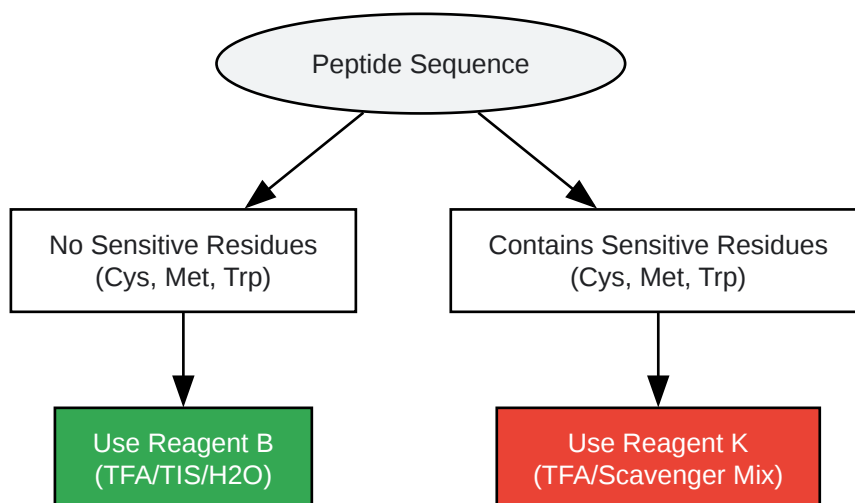 Peptide Sequence
No Sensitive Residues
(Cys, Met, Trp)
Contains Sensitive Residues
(Cys, Met, Trp)
Use Reagent B
(TFA/TIS/H2O)
Use Reagent K
(TFA/Scavenger Mix)